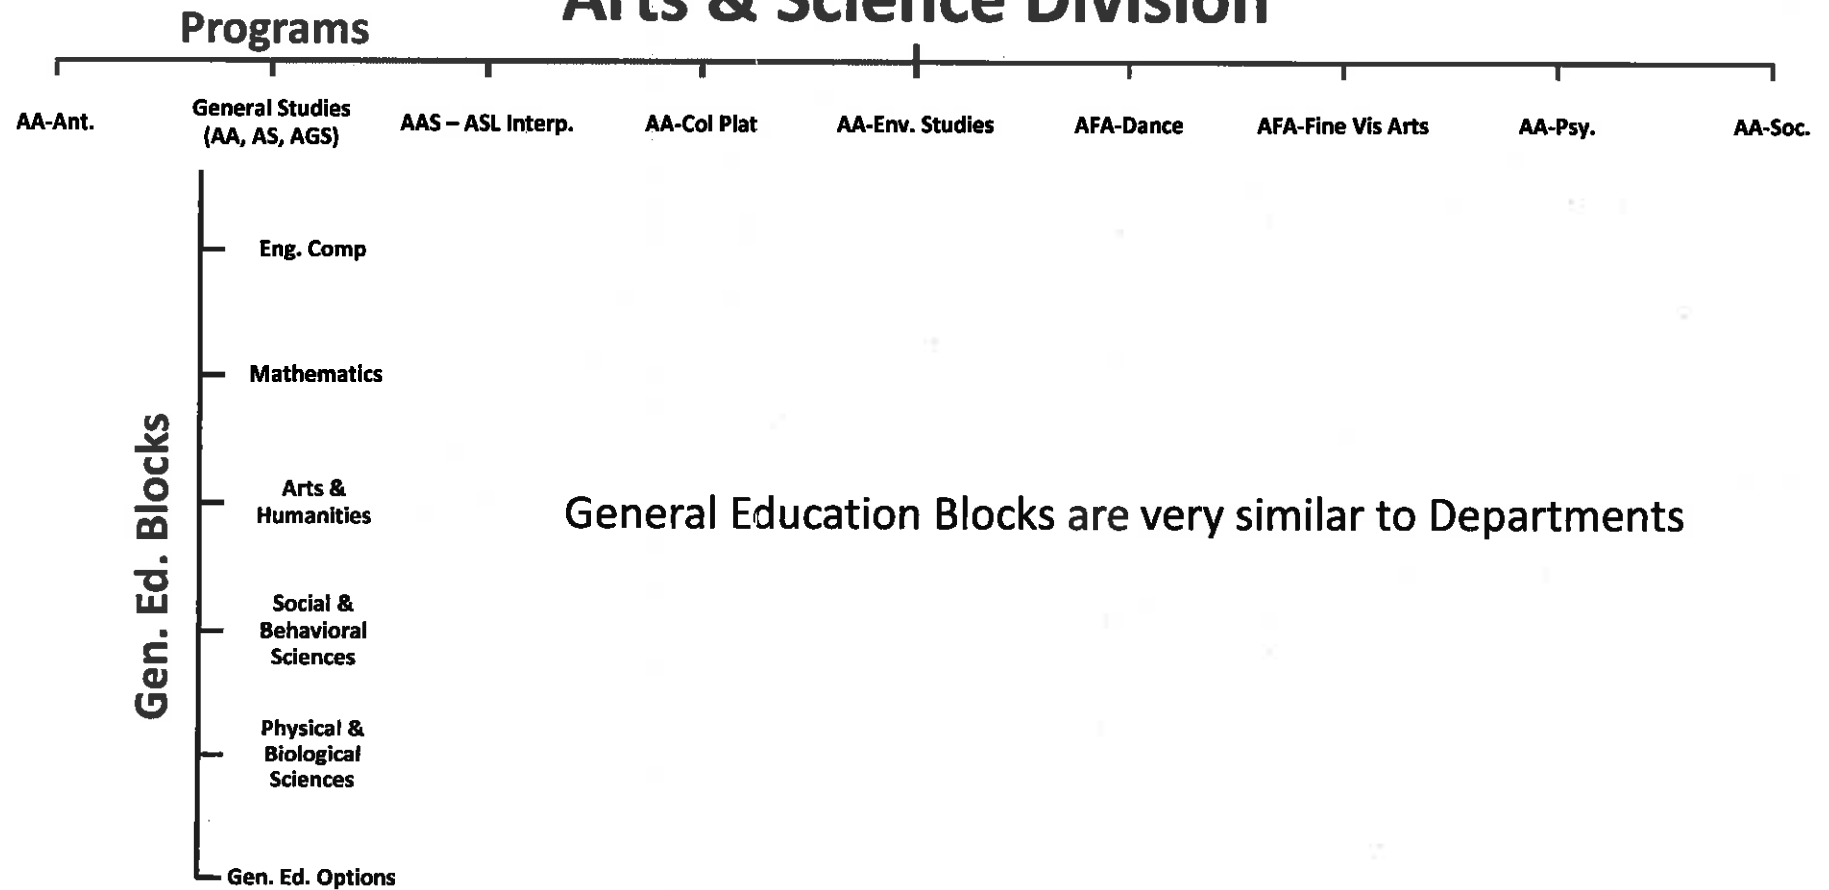 Arts & Science Division
Programs
AA-Ant.
General Studies
(AA, AS, AGS)
AAS – ASL Interp.
AA-Col Plat
AA-Env. Studies
AFA-Dance
AFA-Fine Vis Arts
AA-Psy.
AA-Soc.
Gen. Ed. Blocks
Eng. Comp
Mathematics
Arts &
Humanities
General Education Blocks are very similar to Departments
Social &
Behavioral
Sciences
Physical &
Biological
Sciences
Gen. Ed. Options